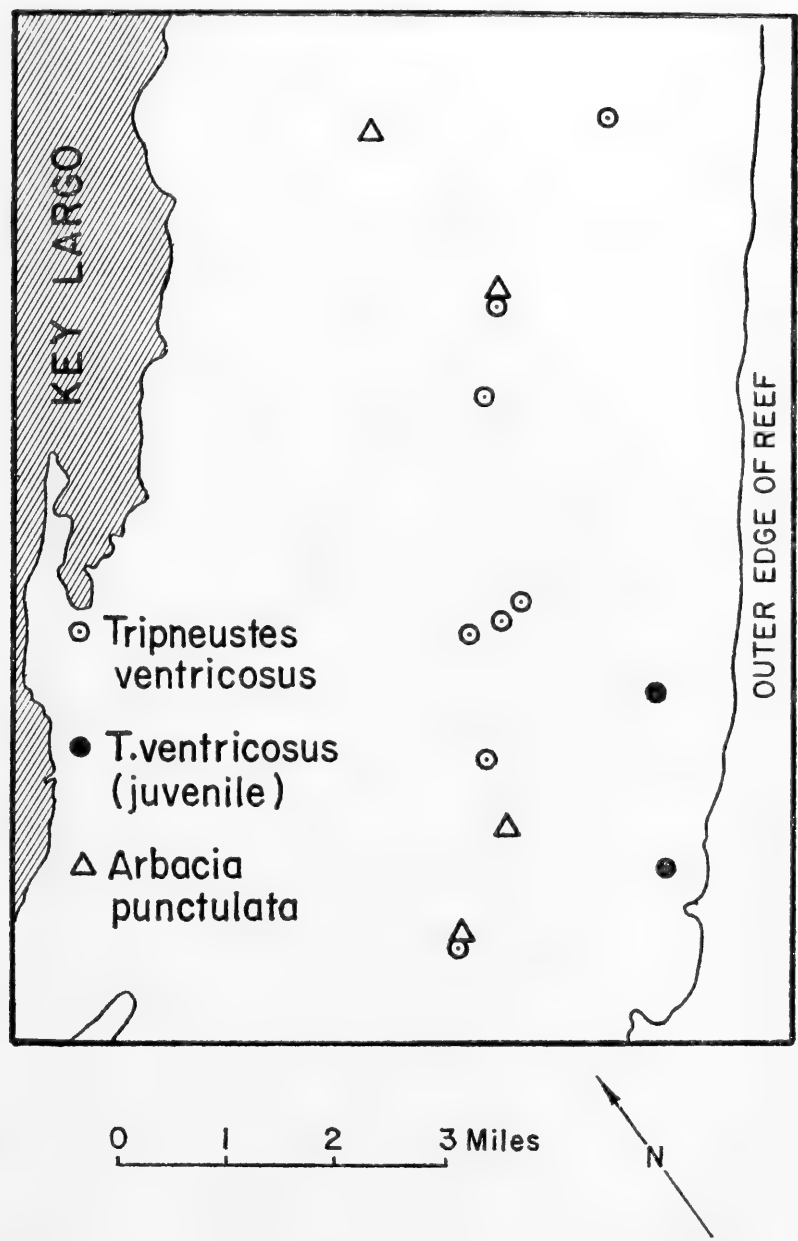 KEY LARGO
OUTER EDGE OF REEF
Tripneustes
ventricosus
T. ventricosus
(juvenile)
Arbacia
punctulata
0 1 2 3 Miles
N